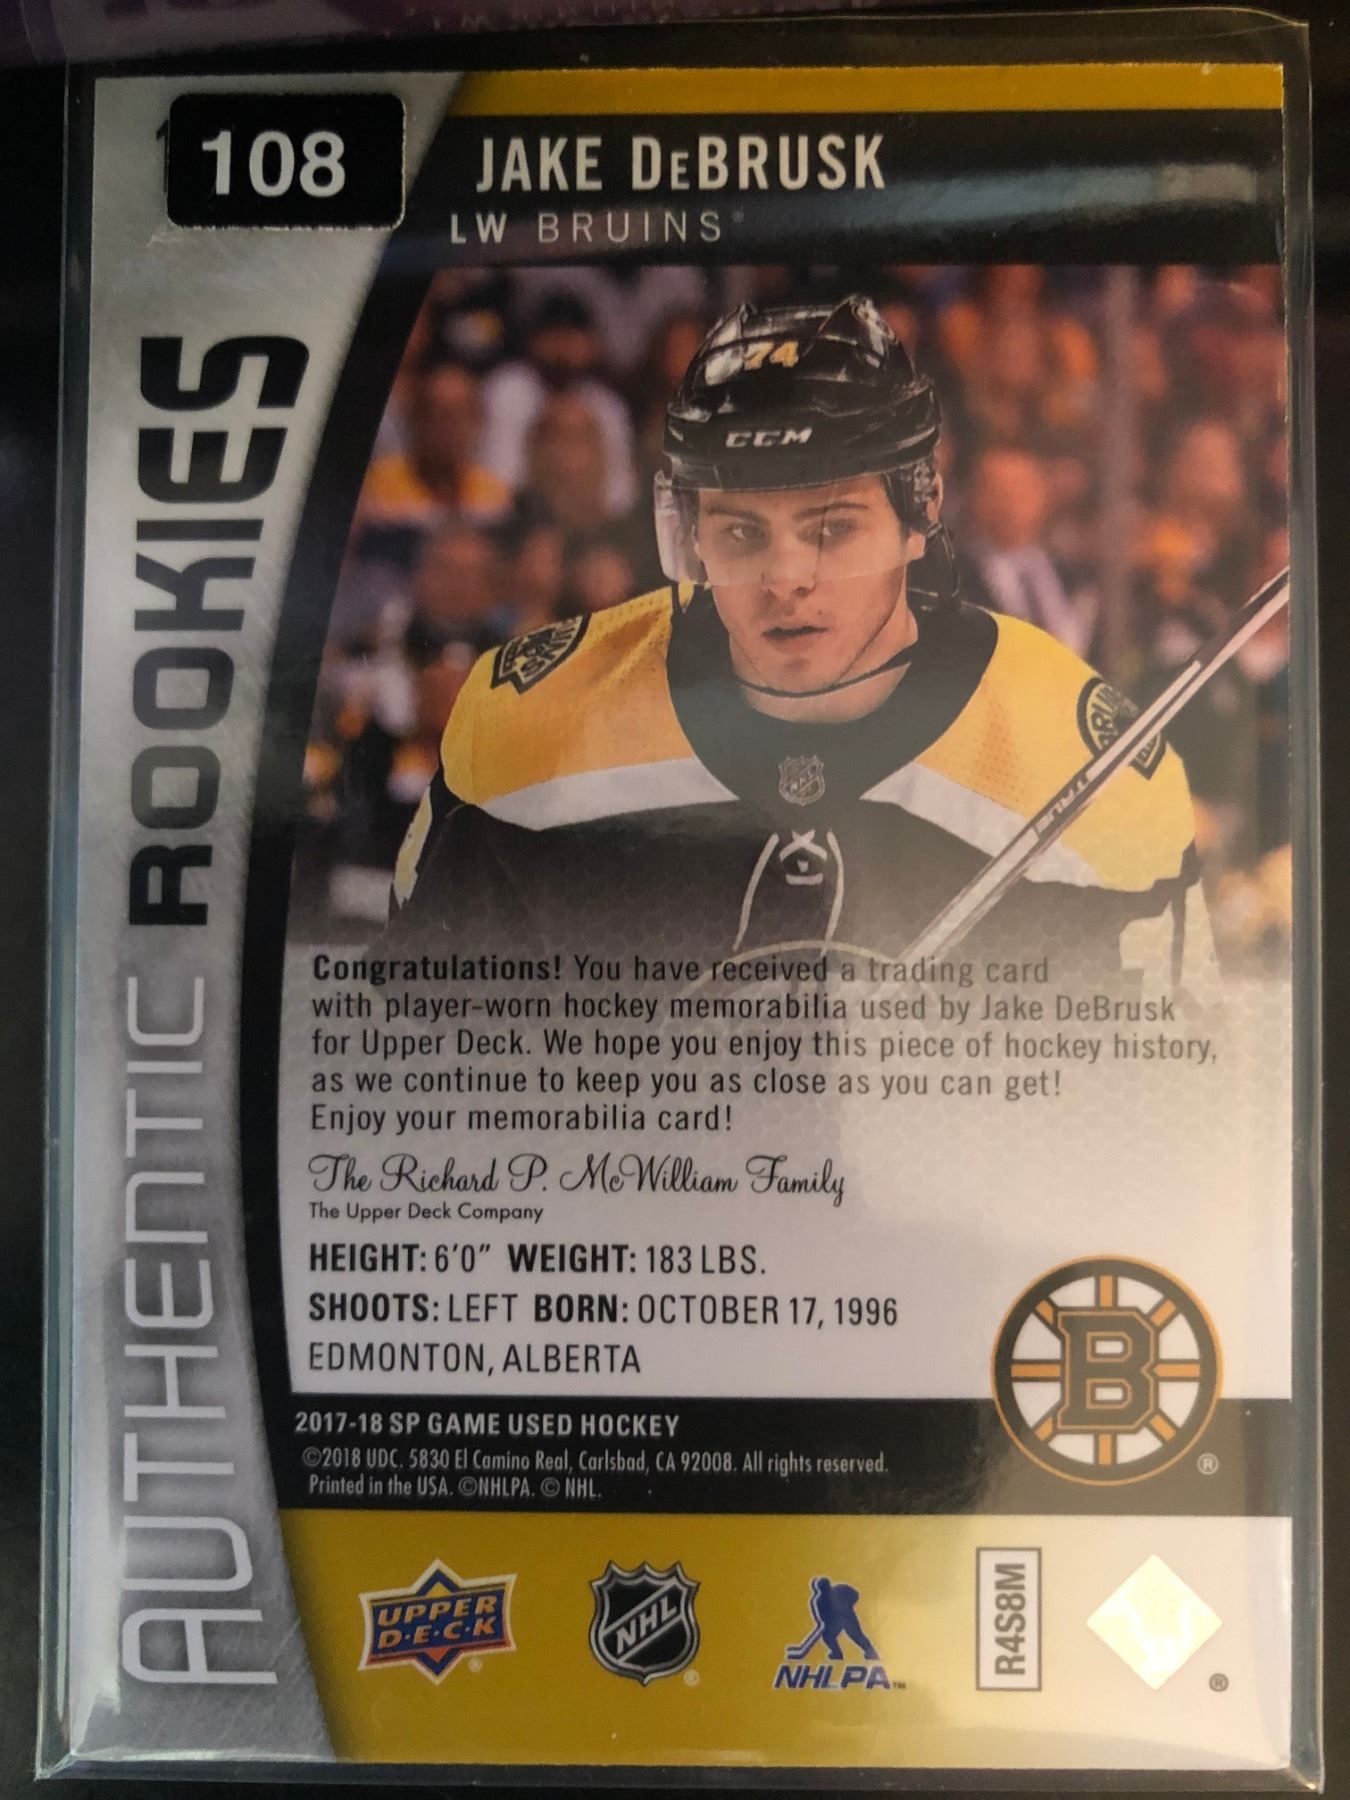 108
JAKE DeBRUSK
LW BRUINS
AUTHENTIC ROOKIES
74
CCM
Congratulations! You have received a trading card
with player-worn hockey memorabilia used by Jake DeBrusk
for Upper Deck. We hope you enjoy this piece of hockey history,
as we continue to keep you as close as you can get!
Enjoy your memorabilia card!
The Richard P. McWilliam Family
The Upper Deck Company
HEIGHT: 6'0" WEIGHT: 183 LBS.
SHOOTS: LEFT BORN: OCTOBER 17, 1996
EDMONTON, ALBERTA
B
®
2017-18 SP GAME USED HOCKEY
©2018 UDC. 5830 El Camino Real, Carlsbad, CA 92008. All rights reserved.
Printed in the USA. ©NHLPA. © NHL.
UPPER
D·E·C·K
®
NHL
®
NHLPA™
R4S8M
®